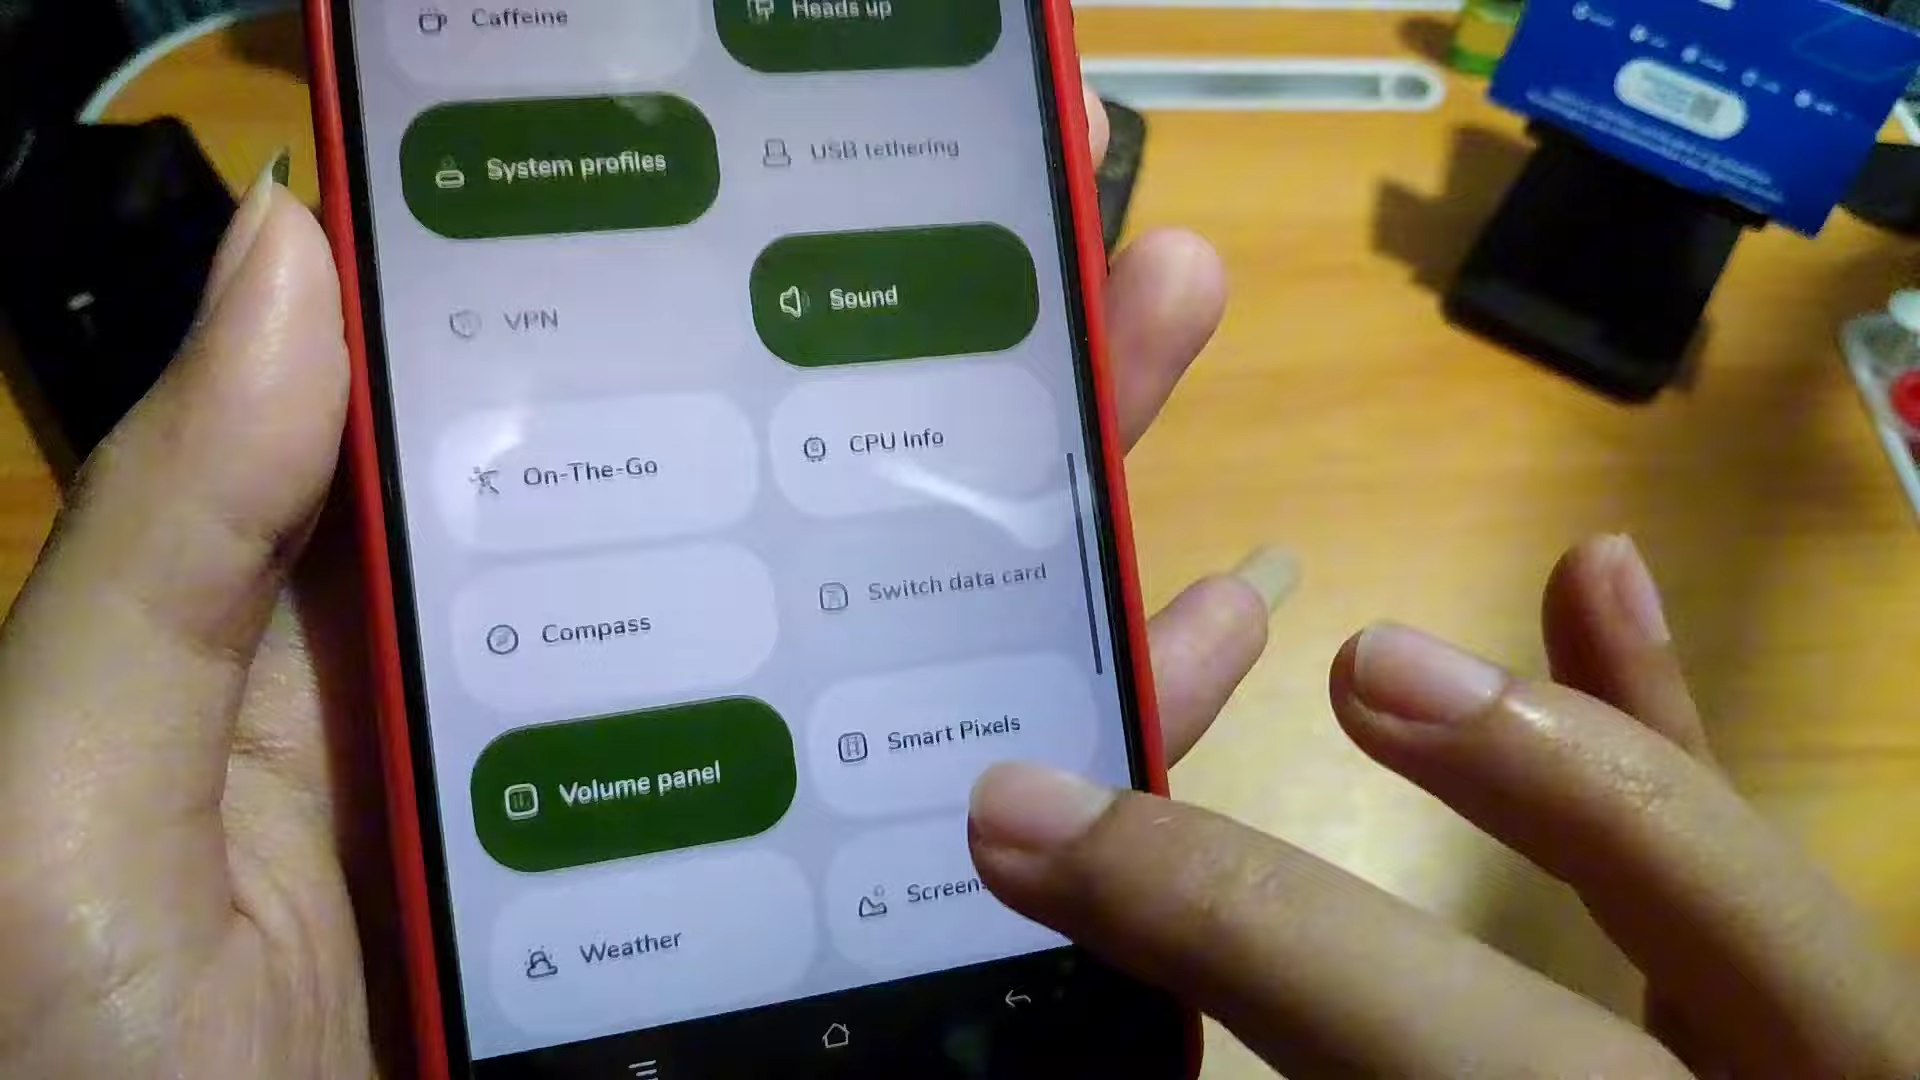 Caffeine
Heads up
System profiles
USB tethering
VPN
Sound
On-The-Go
CPU Info
Compass
Switch data card
Volume panel
Smart Pixels
Weather